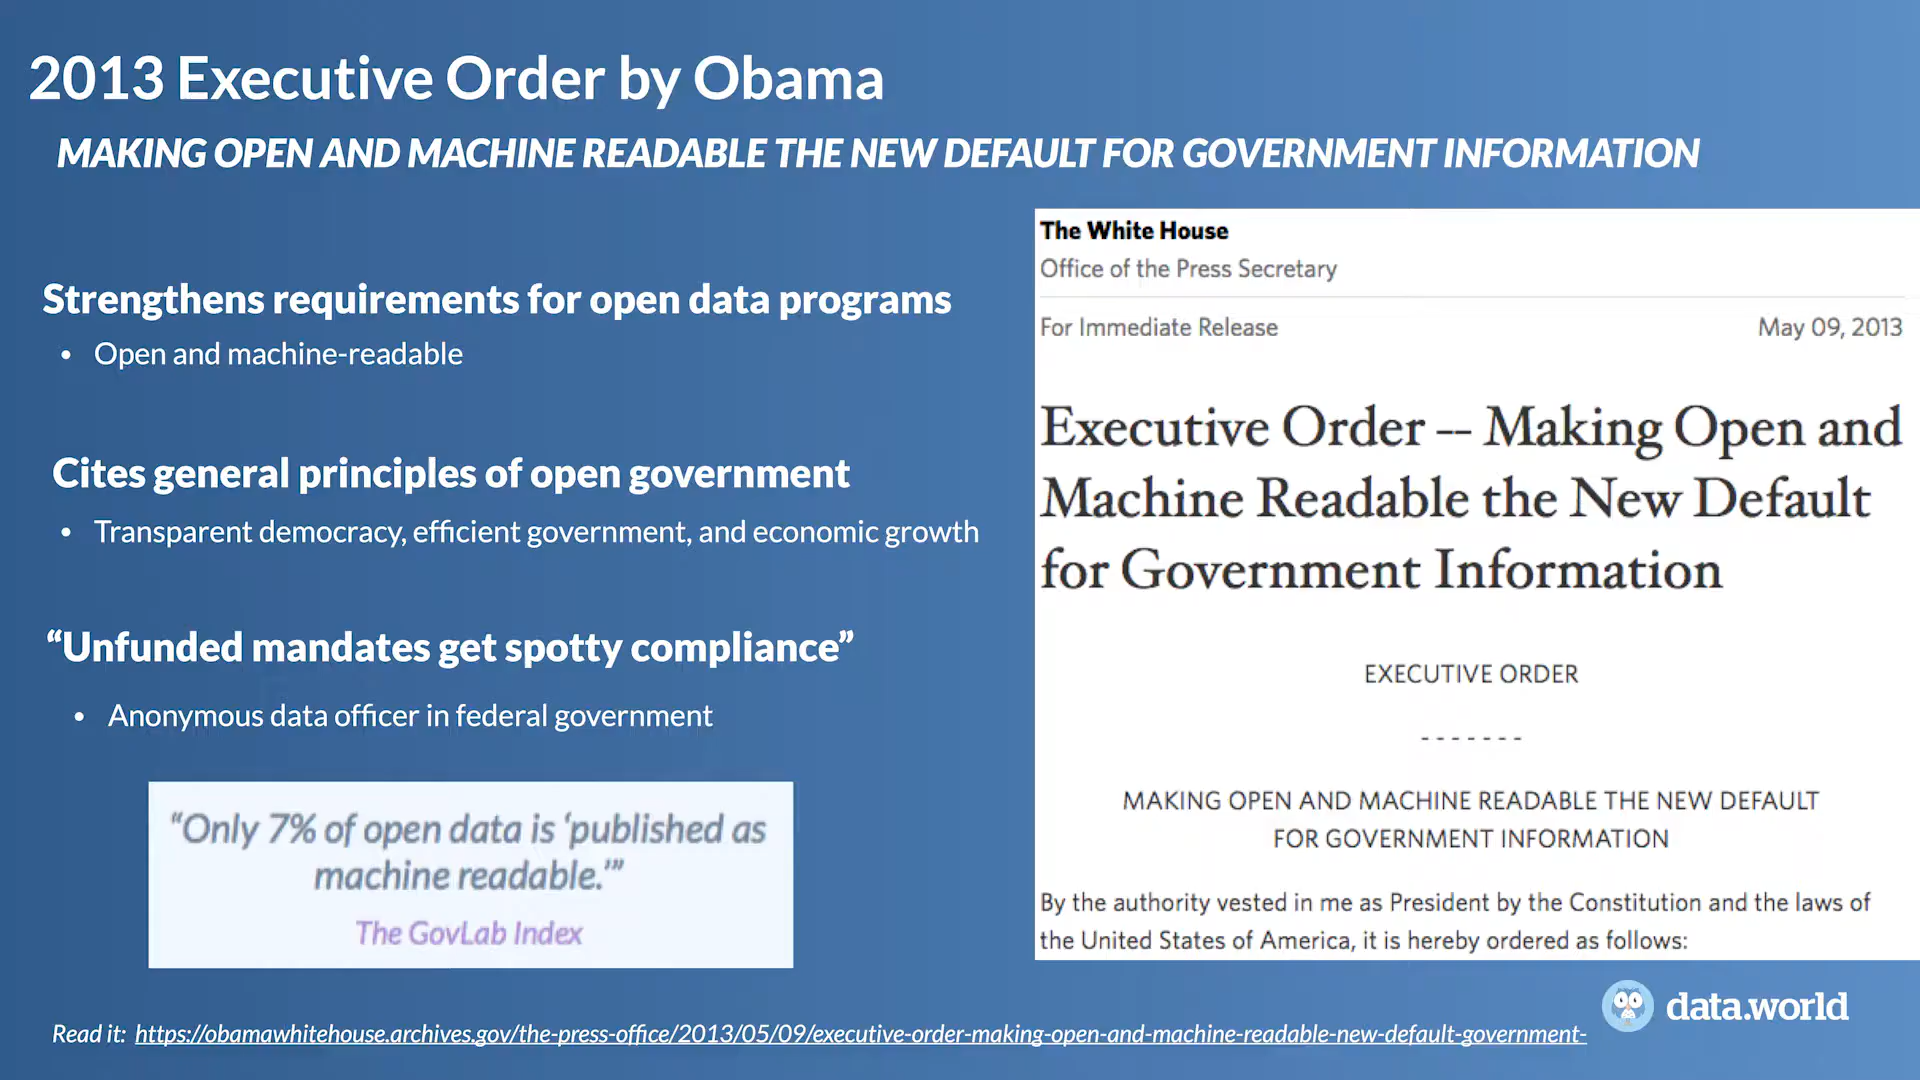 2013 Executive Order by Obama
MAKING OPEN AND MACHINE READABLE THE NEW DEFAULT FOR GOVERNMENT INFORMATION
Strengthens requirements for open data programs
• Open and machine-readable
Cites general principles of open government
• Transparent democracy, efficient government, and economic growth
“Unfunded mandates get spotty compliance”
• Anonymous data officer in federal government
“Only 7% of open data is ‘published as
machine readable.’”
The GovLab Index
The White House
Office of the Press Secretary
For Immediate Release May 09, 2013
Executive Order -- Making Open and
Machine Readable the New Default
for Government Information
EXECUTIVE ORDER
- - - - - - -
MAKING OPEN AND MACHINE READABLE THE NEW DEFAULT
FOR GOVERNMENT INFORMATION
By the authority vested in me as President by the Constitution and the laws of
the United States of America, it is hereby ordered as follows:
data.world
Read it: https://obamawhitehouse.archives.gov/the-press-office/2013/05/09/executive-order-making-open-and-machine-readable-new-default-government-